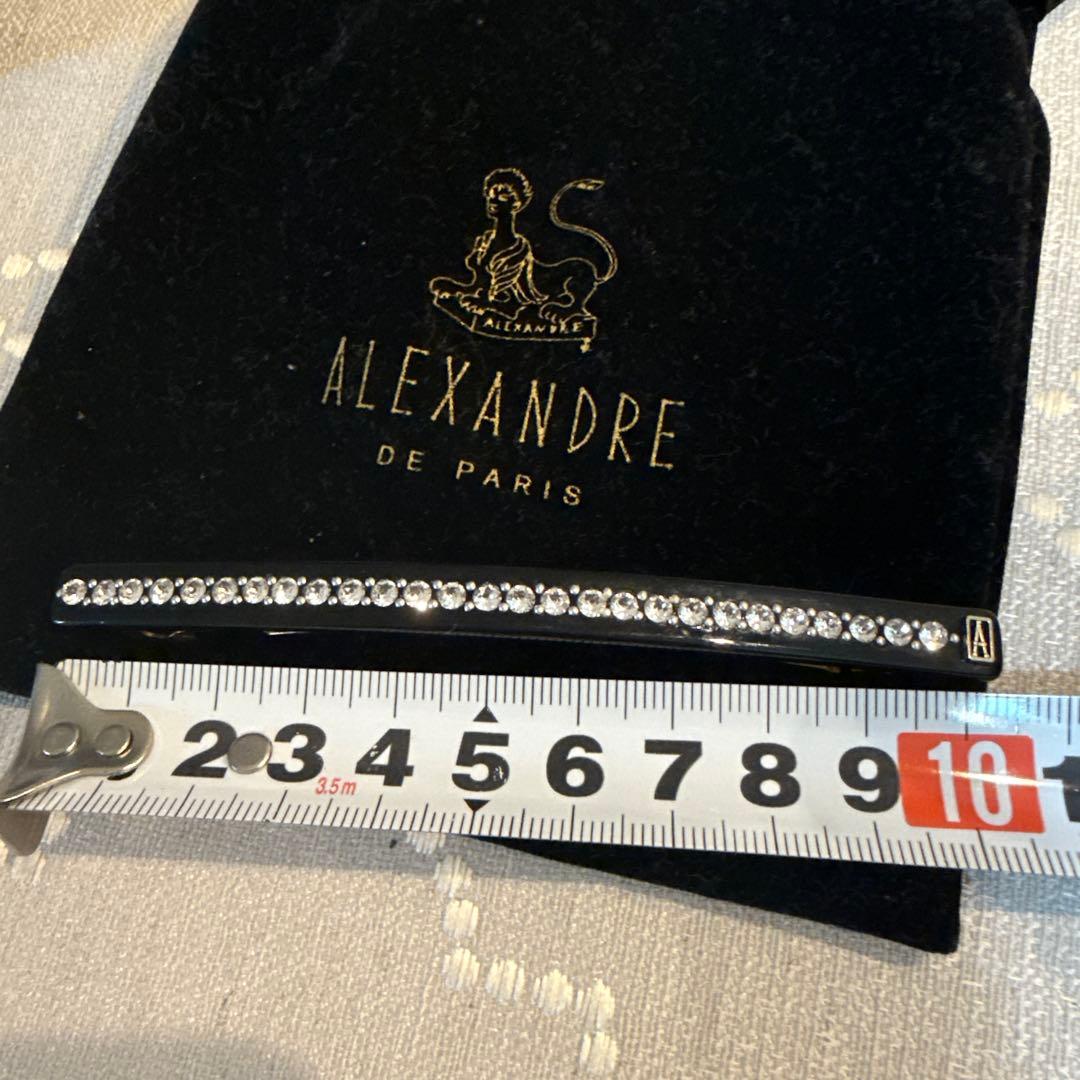 ALEXANDRE
ALEXANDRE
DE PARIS
A
2 3 4 5 6 7 8 9 10
3.5m